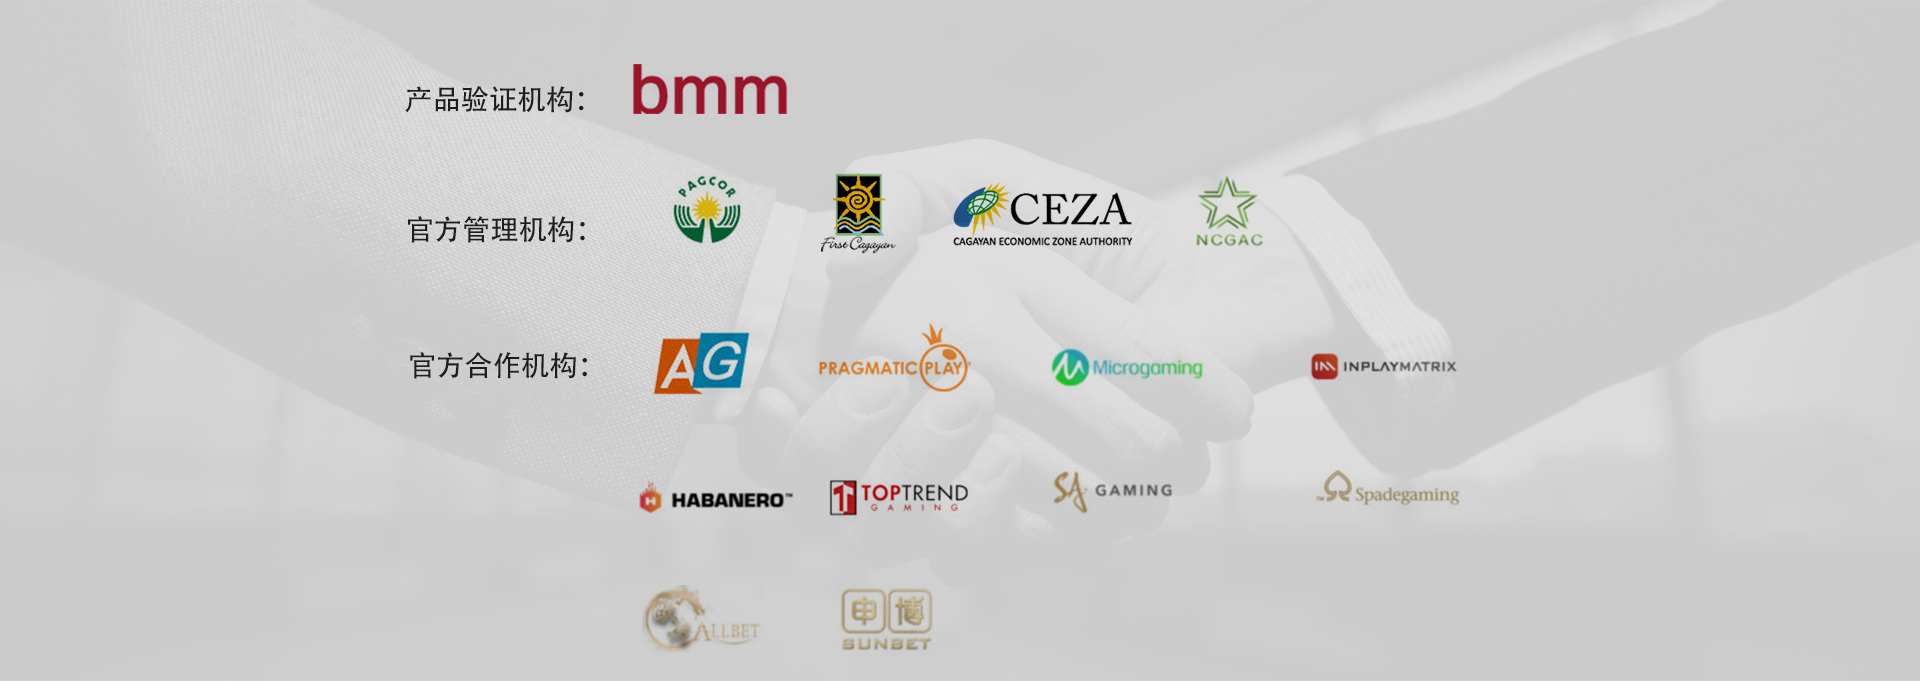 产品验证机构： bmm
PAGCOR
官方管理机构： First Cagayan CEZA NCGAC
CAGAYAN ECONOMIC ZONE AUTHORITY
官方合作机构： AG PRAGMATIC PLAY Microgaming INPLAYMATRIX
HABANERO™ TOPTREND GAMING SA GAMING Spadegaming
ALLBET 申博
SUNBET